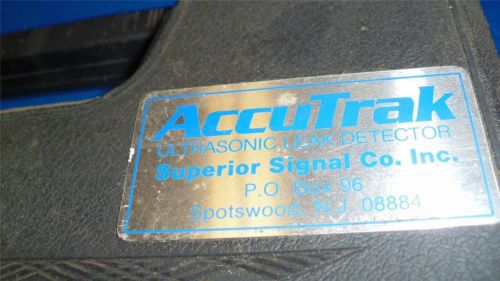 AccuTrak
ULTRASONIC LEAK DETECTOR
Superior Signal Co. Inc.
P.O. Box 96
Spotswood, N.J. 08884